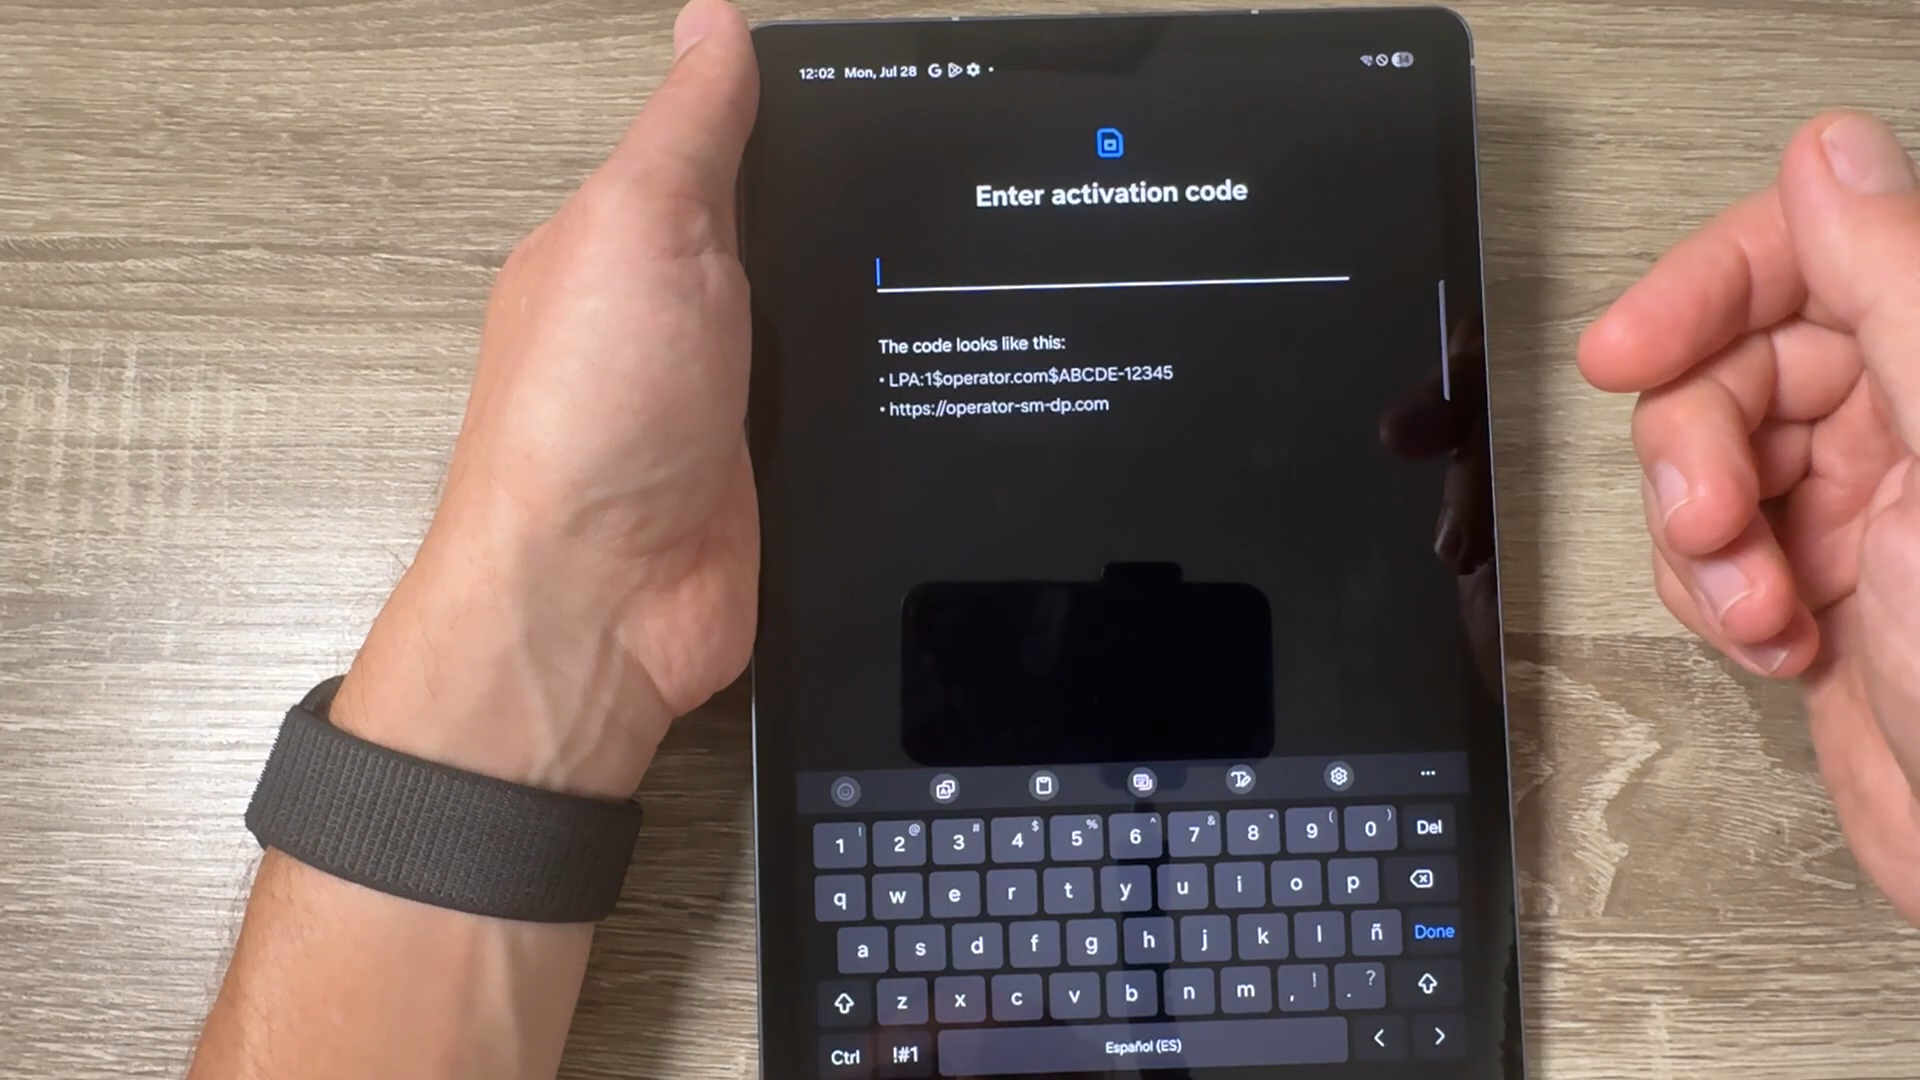 12:02 Mon, Jul 28 G
34
Enter activation code
The code looks like this:
• LPA:1$operator.com$ABCDE-12345
• https://operator-sm-dp.com
1 ! 2 @ 3 # 4 $ 5 % 6 ^ 7 & 8 * 9 ( 0 ) Del
q w e r t y u i o p
a s d f g h j k l ñ Done
z x c v b n m , ! . ?
Ctrl !#1 Español (ES) < >